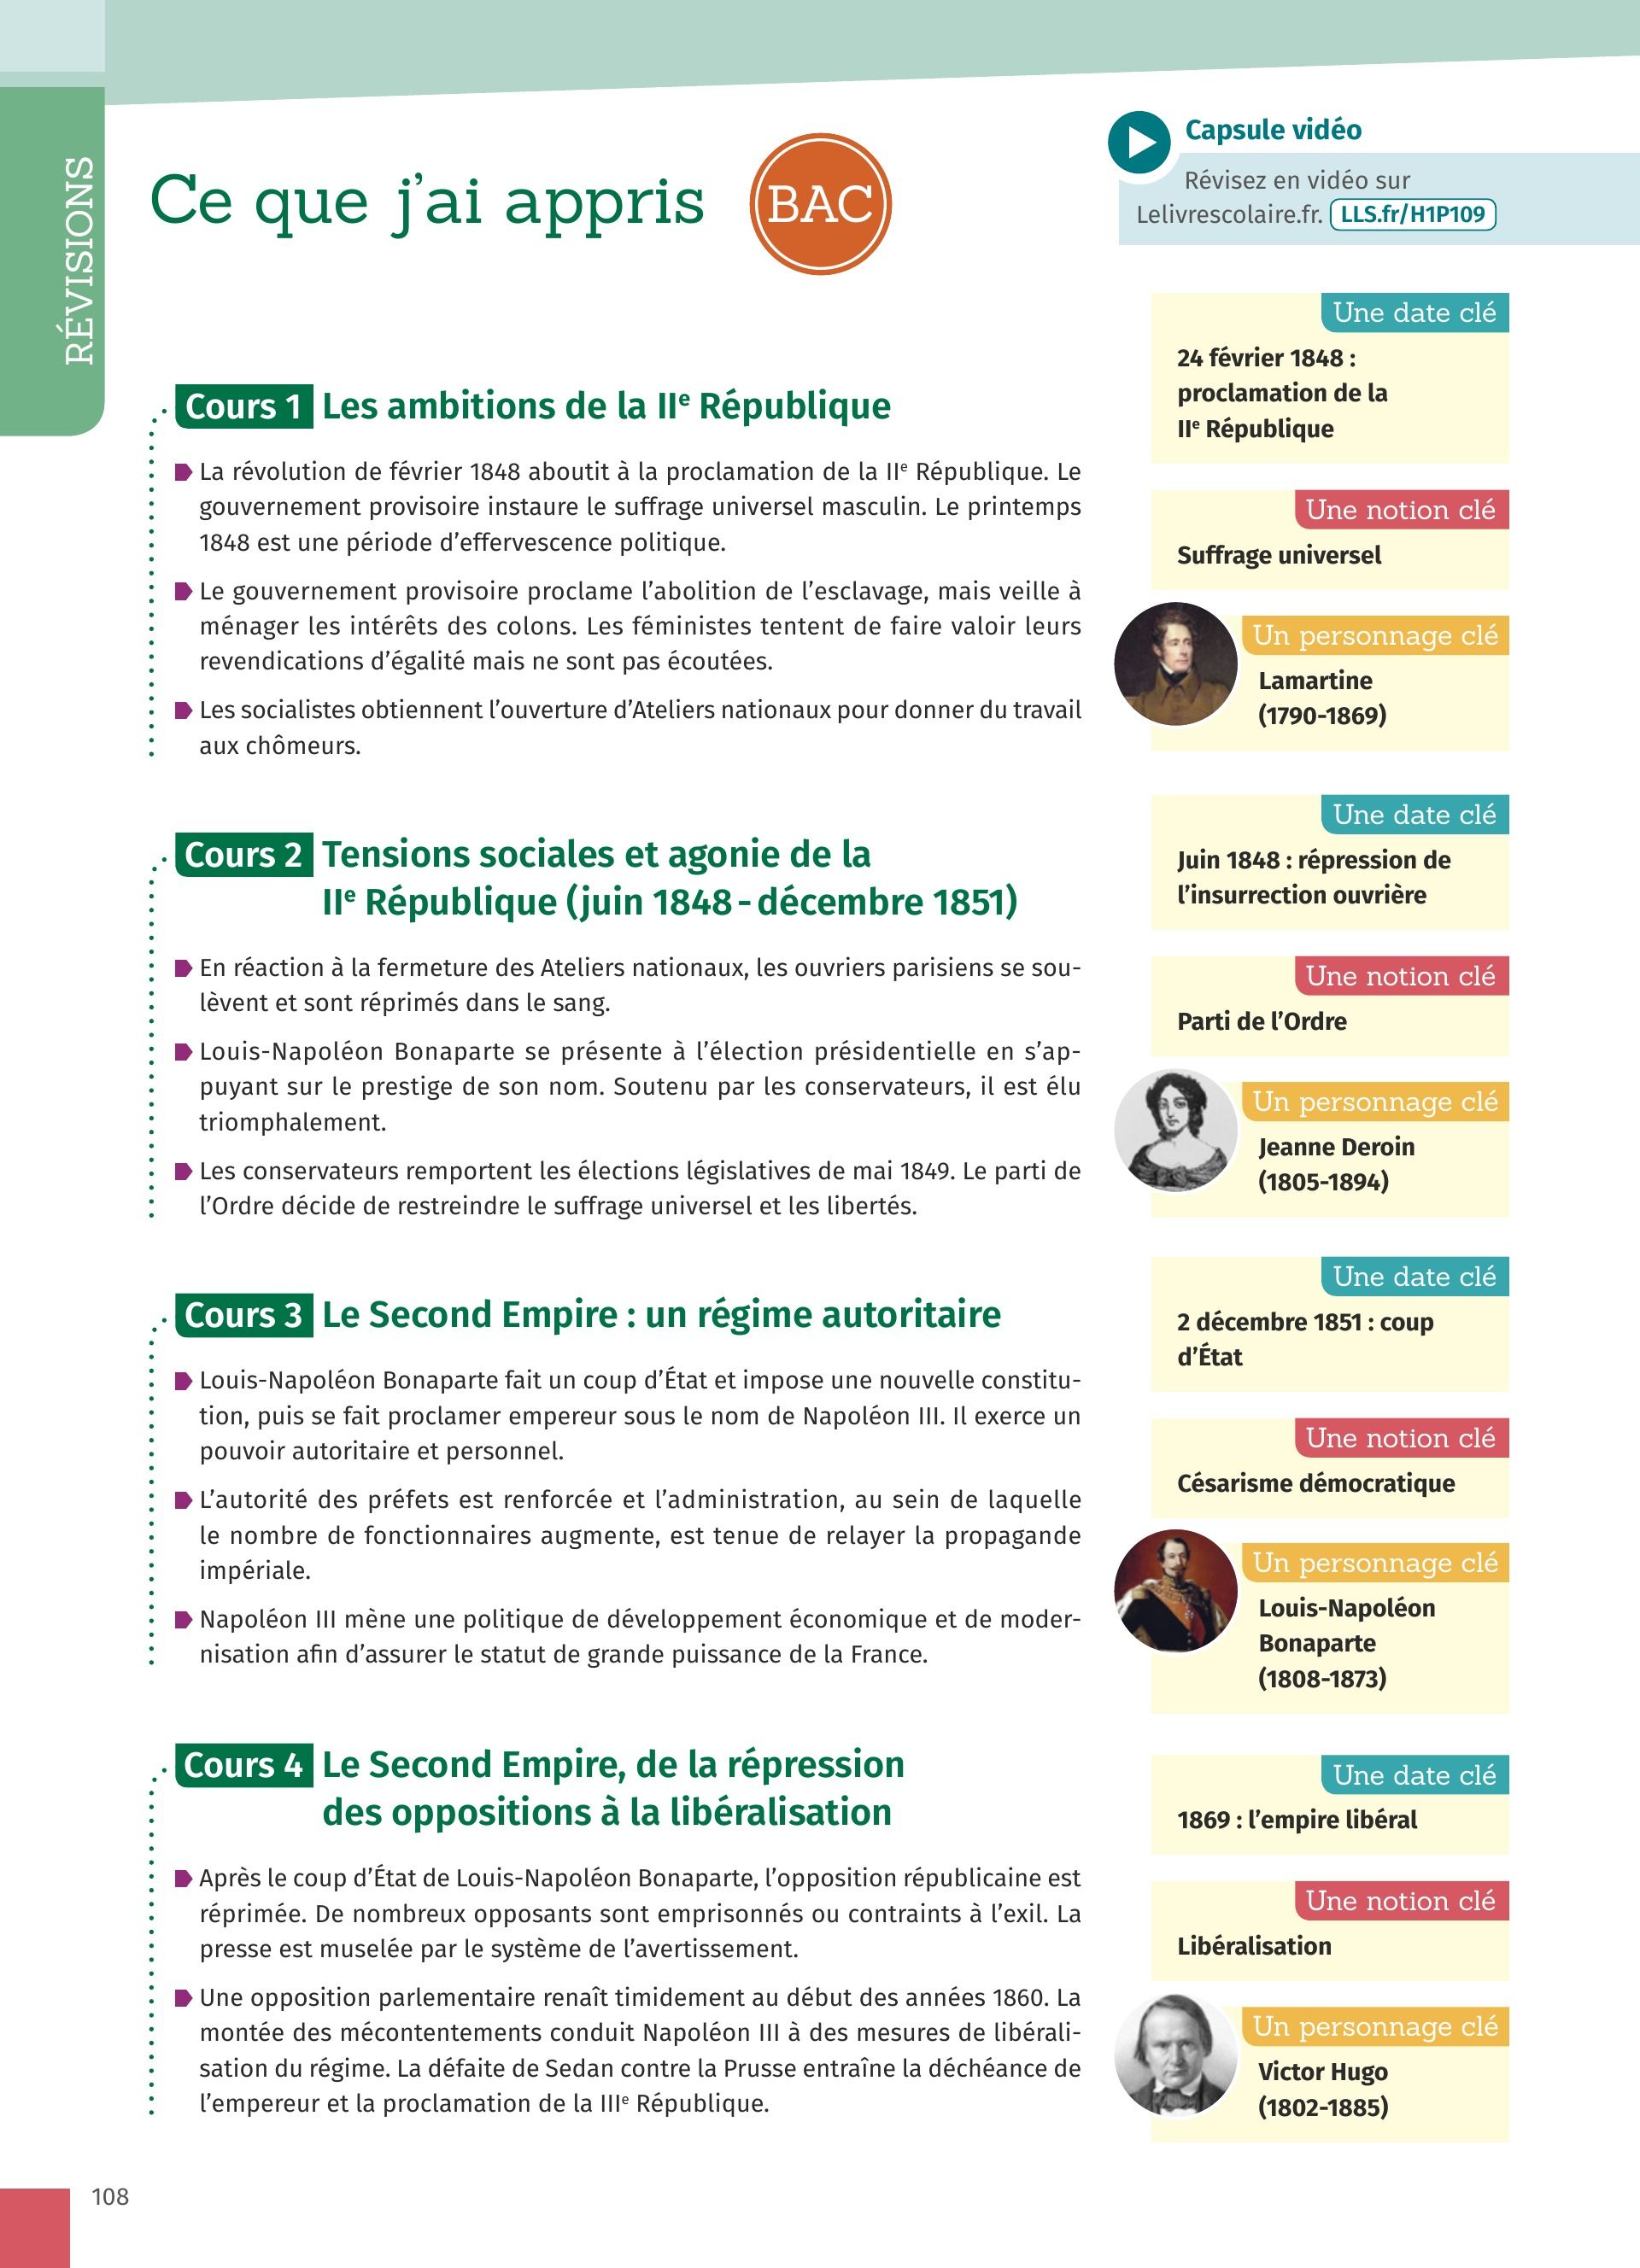 RÉVISIONS
Ce que j'ai appris
BAC
Capsule vidéo
Révisez en vidéo sur
Lelivrescolaire.fr. LLS.fr/H1P109
Cours 1 Les ambitions de la IIe République
La révolution de février 1848 aboutit à la proclamation de la IIe République. Le
gouvernement provisoire instaure le suffrage universel masculin. Le printemps
1848 est une période d'effervescence politique.
Le gouvernement provisoire proclame l'abolition de l'esclavage, mais veille à
ménager les intérêts des colons. Les féministes tentent de faire valoir leurs
revendications d'égalité mais ne sont pas écoutées.
Les socialistes obtiennent l'ouverture d'Ateliers nationaux pour donner du travail
aux chômeurs.
Une date clé
24 février 1848 :
proclamation de la
IIe République
Une notion clé
Suffrage universel
Un personnage clé
Lamartine
(1790-1869)
Cours 2 Tensions sociales et agonie de la
IIe République (juin 1848 - décembre 1851)
En réaction à la fermeture des Ateliers nationaux, les ouvriers parisiens se sou-
lèvent et sont réprimés dans le sang.
Louis-Napoléon Bonaparte se présente à l'élection présidentielle en s'ap-
puyant sur le prestige de son nom. Soutenu par les conservateurs, il est élu
triomphalement.
Les conservateurs remportent les élections législatives de mai 1849. Le parti de
l'Ordre décide de restreindre le suffrage universel et les libertés.
Une date clé
Juin 1848 : répression de
l'insurrection ouvrière
Une notion clé
Parti de l'Ordre
Un personnage clé
Jeanne Deroin
(1805-1894)
Cours 3 Le Second Empire : un régime autoritaire
Louis-Napoléon Bonaparte fait un coup d'État et impose une nouvelle constitu-
tion, puis se fait proclamer empereur sous le nom de Napoléon III. Il exerce un
pouvoir autoritaire et personnel.
L'autorité des préfets est renforcée et l'administration, au sein de laquelle
le nombre de fonctionnaires augmente, est tenue de relayer la propagande
impériale.
Napoléon III mène une politique de développement économique et de moder-
nisation afin d'assurer le statut de grande puissance de la France.
Une date clé
2 décembre 1851 : coup
d'État
Une notion clé
Césarisme démocratique
Un personnage clé
Louis-Napoléon
Bonaparte
(1808-1873)
Cours 4 Le Second Empire, de la répression
des oppositions à la libéralisation
Après le coup d'État de Louis-Napoléon Bonaparte, l'opposition républicaine est
réprimée. De nombreux opposants sont emprisonnés ou contraints à l'exil. La
presse est muselée par le système de l'avertissement.
Une opposition parlementaire renaît timidement au début des années 1860. La
montée des mécontentements conduit Napoléon III à des mesures de libérali-
sation du régime. La défaite de Sedan contre la Prusse entraîne la déchéance de
l'empereur et la proclamation de la IIIe République.
Une date clé
1869 : l'empire libéral
Une notion clé
Libéralisation
Un personnage clé
Victor Hugo
(1802-1885)
108